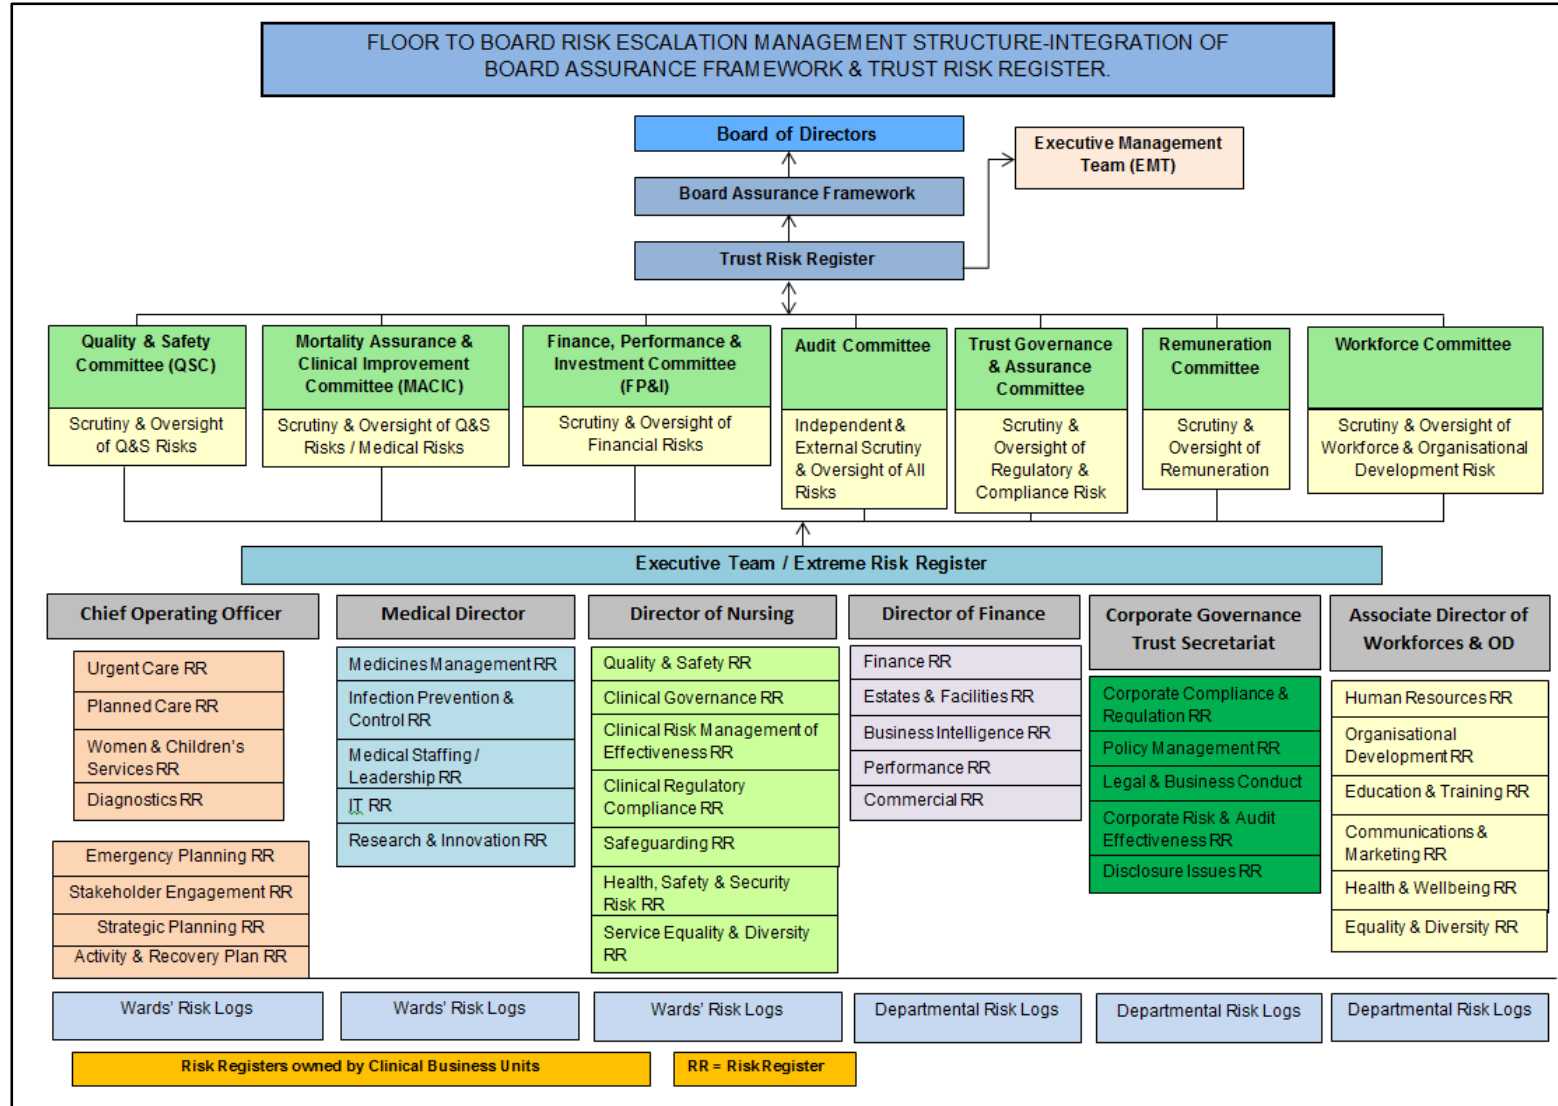 FLOOR TO BOARD RISK ESCALATION MANAGEMENT STRUCTURE-INTEGRATION OF
BOARD ASSURANCE FRAMEWORK & TRUST RISK REGISTER.
Board of Directors
Executive Management
Team (EMT)
Board Assurance Framework
Trust Risk Register
Quality & Safety
Committee (QSC)
Scrutiny & Oversight
of Q&S Risks
Mortality Assurance &
Clinical Improvement
Committee (MACIC)
Scrutiny & Oversight of Q&S
Risks / Medical Risks
Finance, Performance &
Investment Committee
(FP&I)
Scrutiny & Oversight of
Financial Risks
Audit Committee
Independent &
External Scrutiny
& Oversight of All
Risks
Trust Governance
& Assurance
Committee
Scrutiny &
Oversight of
Regulatory &
Compliance Risk
Remuneration
Committee
Scrutiny &
Oversight of
Remuneration
Workforce Committee
Scrutiny & Oversight of
Workforce & Organisational
Development Risk
Executive Team / Extreme Risk Register
Chief Operating Officer
Urgent Care RR
Planned Care RR
Women & Children's
Services RR
Diagnostics RR
Emergency Planning RR
Stakeholder Engagement RR
Strategic Planning RR
Activity & Recovery Plan RR
Medical Director
Medicines Management RR
Infection Prevention &
Control RR
Medical Staffing /
Leadership RR
IT RR
Research & Innovation RR
Director of Nursing
Quality & Safety RR
Clinical Governance RR
Clinical Risk Management of
Effectiveness RR
Clinical Regulatory
Compliance RR
Safeguarding RR
Health, Safety & Security
Risk RR
Service Equality & Diversity
RR
Director of Finance
Finance RR
Estates & Facilities RR
Business Intelligence RR
Performance RR
Commercial RR
Corporate Governance
Trust Secretariat
Corporate Compliance &
Regulation RR
Policy Management RR
Legal & Business Conduct
Corporate Risk & Audit
Effectiveness RR
Disclosure Issues RR
Associate Director of
Workforces & OD
Human Resources RR
Organisational
Development RR
Education & Training RR
Communications &
Marketing RR
Health & Wellbeing RR
Equality & Diversity RR
Wards' Risk Logs
Wards' Risk Logs
Wards' Risk Logs
Departmental Risk Logs
Departmental Risk Logs
Departmental Risk Logs
Risk Registers owned by Clinical Business Units
RR = Risk Register